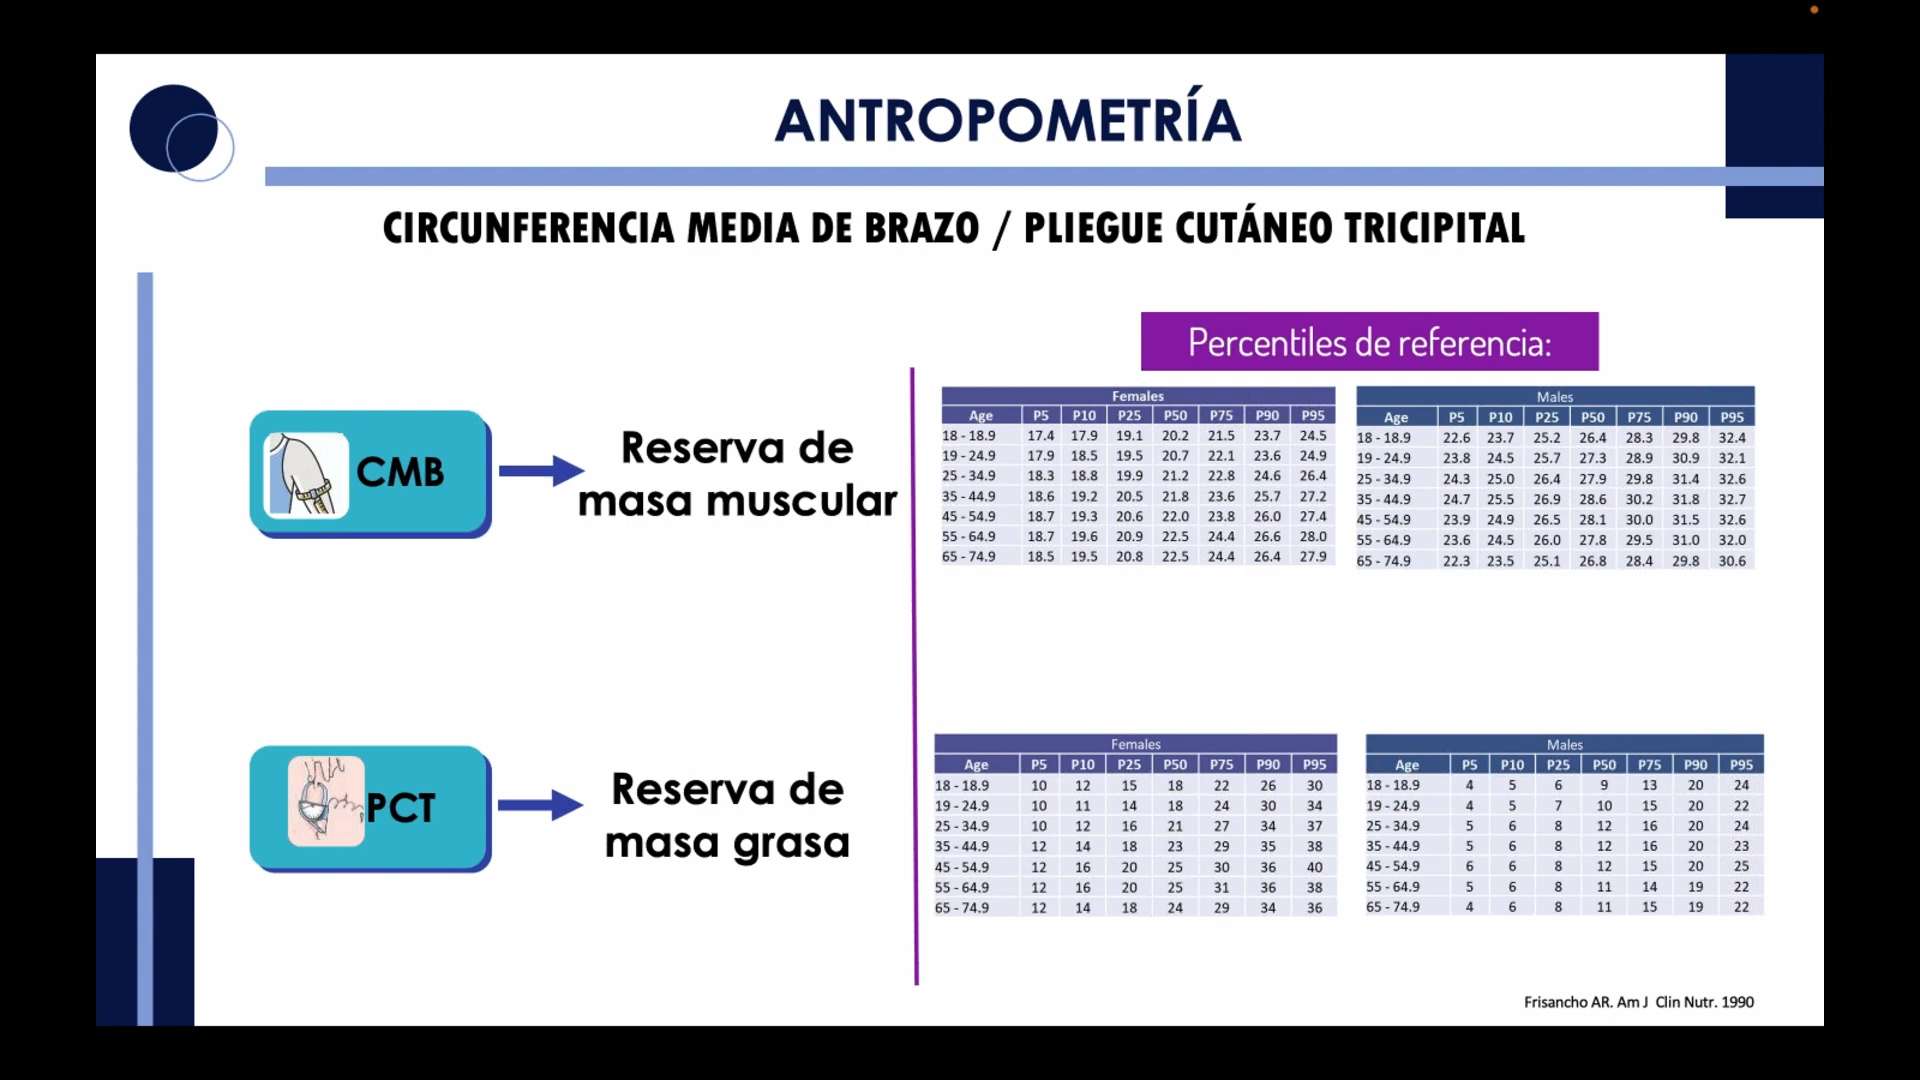 ANTROPOMETRÍA
CIRCUNFERENCIA MEDIA DE BRAZO / PLIEGUE CUTÁNEO TRICIPITAL
Percentiles de referencia:
CMB
Reserva de
masa muscular
Females
Age P5 P10 P25 P50 P75 P90 P95
18 - 18.9 17.4 17.9 19.1 20.2 21.5 23.7 24.5
19 - 24.9 17.9 18.5 19.5 20.7 22.1 23.6 24.9
25 - 34.9 18.3 18.8 19.9 21.2 22.8 24.6 26.4
35 - 44.9 18.6 19.2 20.5 21.8 23.6 25.7 27.2
45 - 54.9 18.7 19.3 20.6 22.0 23.8 26.0 27.4
55 - 64.9 18.7 19.6 20.9 22.5 24.4 26.6 28.0
65 - 74.9 18.5 19.5 20.8 22.5 24.4 26.4 27.9
Males
Age P5 P10 P25 P50 P75 P90 P95
18 - 18.9 22.6 23.7 25.2 26.4 28.3 29.8 32.4
19 - 24.9 23.8 24.5 25.7 27.3 28.9 30.9 32.1
25 - 34.9 24.3 25.0 26.4 27.9 29.8 31.4 32.6
35 - 44.9 24.7 25.5 26.9 28.6 30.2 31.8 32.7
45 - 54.9 23.9 24.9 26.5 28.1 30.0 31.5 32.6
55 - 64.9 23.6 24.5 26.0 27.8 29.5 31.0 32.0
65 - 74.9 22.3 23.5 25.1 26.8 28.4 29.8 30.6
PCT
Reserva de
masa grasa
Females
Age P5 P10 P25 P50 P75 P90 P95
18 - 18.9 10 12 15 18 22 26 30
19 - 24.9 10 11 14 18 24 30 34
25 - 34.9 10 12 16 21 27 34 37
35 - 44.9 12 14 18 23 29 35 38
45 - 54.9 12 16 20 25 30 36 40
55 - 64.9 12 16 20 25 31 36 38
65 - 74.9 12 14 18 24 29 34 36
Males
Age P5 P10 P25 P50 P75 P90 P95
18 - 18.9 4 5 6 9 13 20 24
19 - 24.9 4 5 7 10 15 20 22
25 - 34.9 5 6 8 12 16 20 24
35 - 44.9 5 6 8 12 16 20 23
45 - 54.9 6 6 8 12 15 20 25
55 - 64.9 5 6 8 11 14 19 22
65 - 74.9 4 6 8 11 15 19 22
Frisancho AR. Am J Clin Nutr. 1990